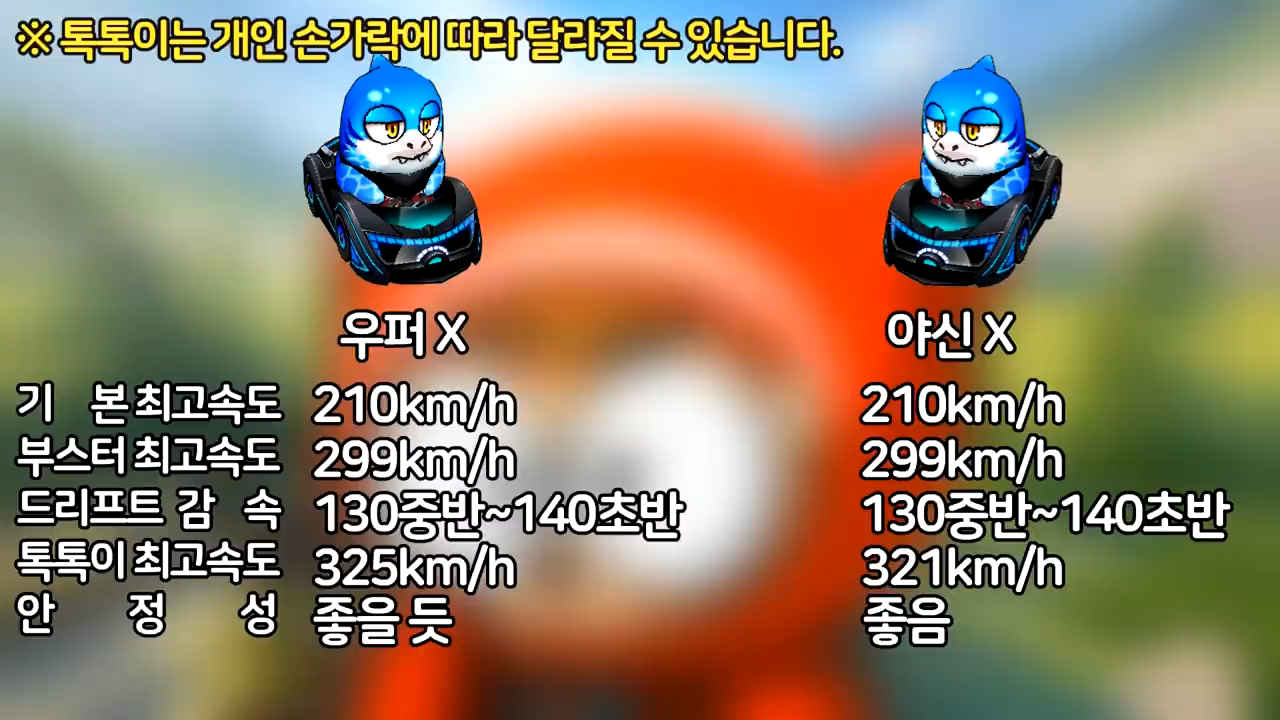 ※ 톡톡이는 개인 손가락에 따라 달라질 수 있습니다.
우퍼 X 야신 X
기 본 최고속도 210km/h 210km/h
부스터 최고속도 299km/h 299km/h
드리프트 감 속 130중반~140초반 130중반~140초반
톡톡이 최고속도 325km/h 321km/h
안 정 성 좋을 듯 좋음